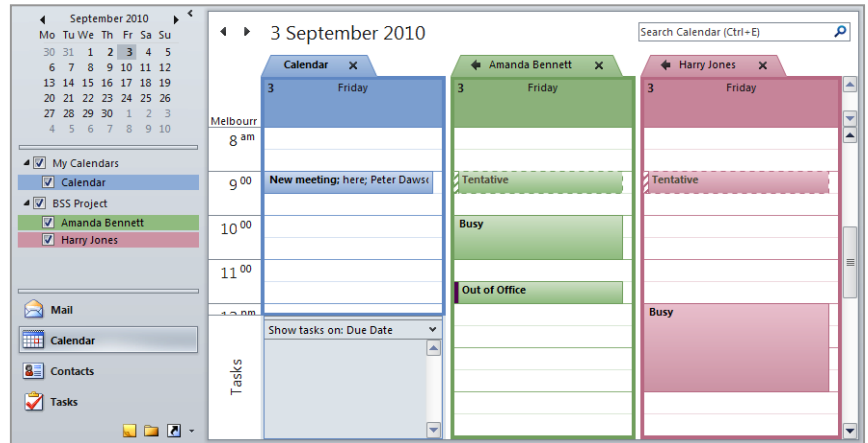 September 2010
Mo Tu We Th Fr Sa Su
30 31 1 2 3 4 5
6 7 8 9 10 11 12
13 14 15 16 17 18 19
20 21 22 23 24 25 26
27 28 29 30 1 2 3
4 5 6 7 8 9 10
My Calendars
Calendar
BSS Project
Amanda Bennett
Harry Jones
Mail
Calendar
Contacts
Tasks
3 September 2010
Search Calendar (Ctrl+E)
Calendar
Amanda Bennett
Harry Jones
3 Friday
3 Friday
3 Friday
Melbourr
8 am
9 00
10 00
11 00
12 pm
New meeting; here; Peter Dawso
Tentative
Tentative
Busy
Out of Office
Busy
Show tasks on: Due Date
Tasks